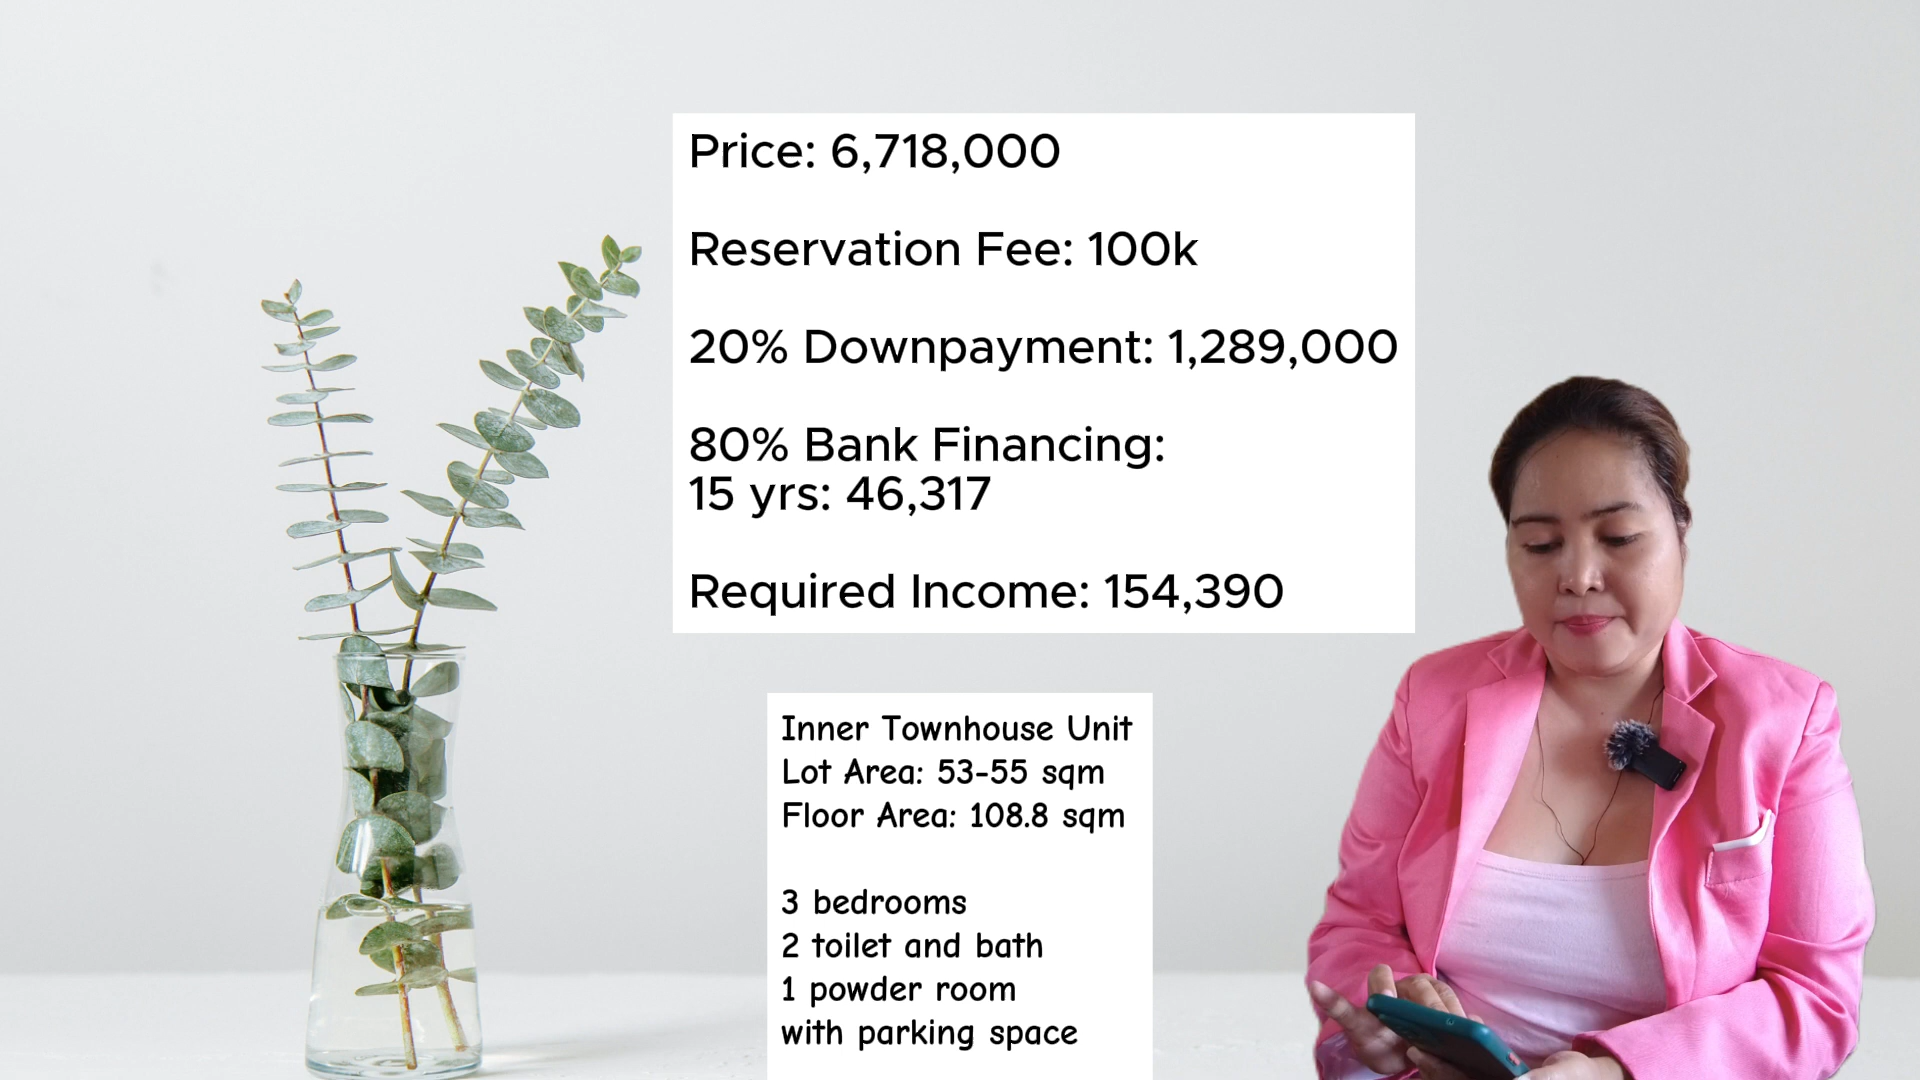 Price: 6,718,000
Reservation Fee: 100k
20% Downpayment: 1,289,000
80% Bank Financing:
15 yrs: 46,317
Required Income: 154,390
Inner Townhouse Unit
Lot Area: 53-55 sqm
Floor Area: 108.8 sqm
3 bedrooms
2 toilet and bath
1 powder room
with parking space